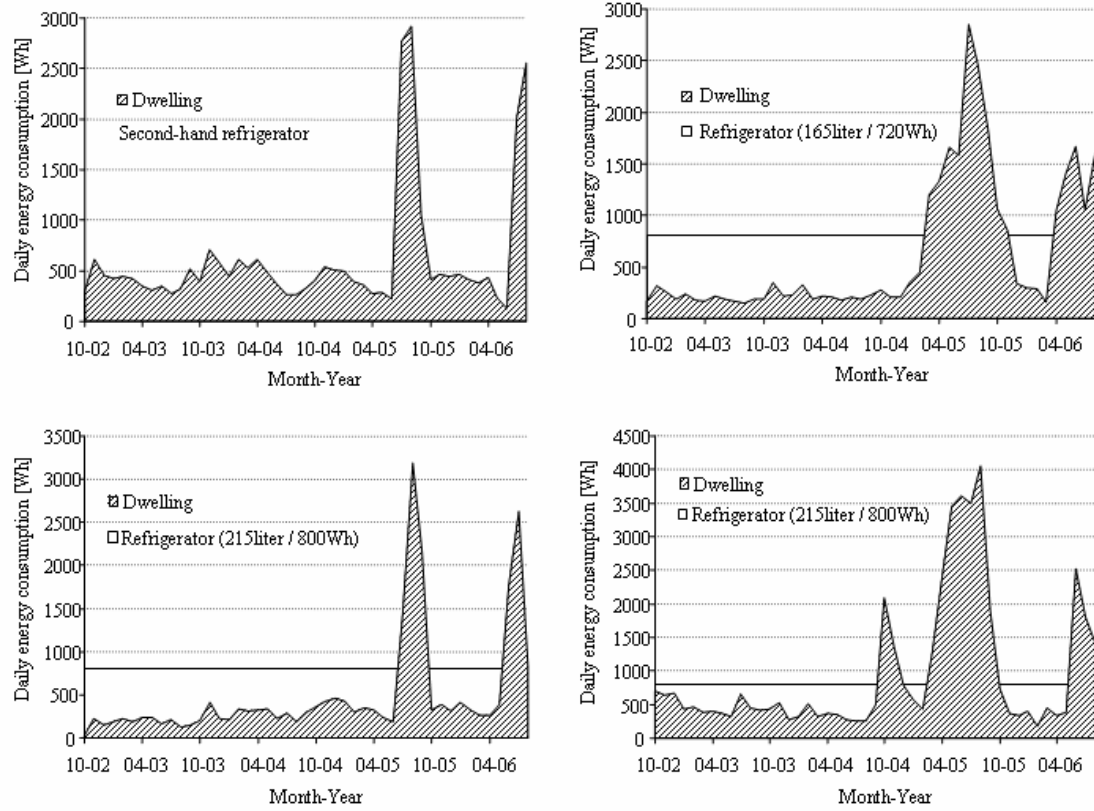 3000
2500
2000
1500
1000
500
0
Daily energy consumption [Wh]
Dwelling
Second-hand refrigerator
10-02 04-03 10-03 04-04 10-04 04-05 10-05 04-06
Month-Year
3000
2500
2000
1500
1000
500
0
Daily energy consumption [Wh]
Dwelling
Refrigerator (165liter / 720Wh)
10-02 04-03 10-03 04-04 10-04 04-05 10-05 04-06
Month-Year
3500
3000
2500
2000
1500
1000
500
0
Daily energy consumption [Wh]
Dwelling
Refrigerator (215liter / 800Wh)
10-02 04-03 10-03 04-04 10-04 04-05 10-05 04-06
Month-Year
4500
4000
3500
3000
2500
2000
1500
1000
500
0
Daily energy consumption [Wh]
Dwelling
Refrigerator (215liter / 800Wh)
10-02 04-03 10-03 04-04 10-04 04-05 10-05 04-06
Month-Year